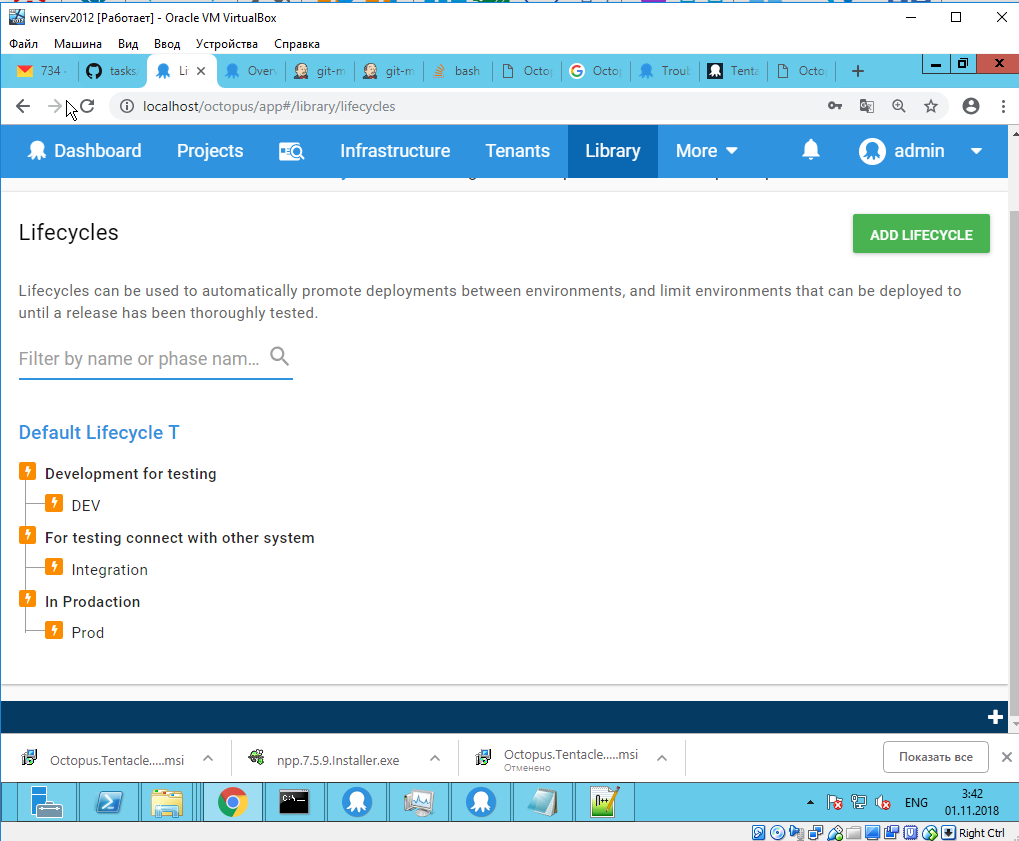 winserv2012 [Работает] - Oracle VM VirtualBox
Файл Машина Вид Ввод Устройства Справка
734 tasks Li Over git-m git-m bash Octo Octo Trou Tenta Octo
localhost/octopus/app#/library/lifecycles
Dashboard Projects Infrastructure Tenants Library More admin
Lifecycles
ADD LIFECYCLE
Lifecycles can be used to automatically promote deployments between environments, and limit environments that can be deployed to
until a release has been thoroughly tested.
Filter by name or phase nam...
Default Lifecycle T
Development for testing
DEV
For testing connect with other system
Integration
In Prodaction
Prod
Octopus.Tentacle.....msi npp.7.5.9.Installer.exe Octopus.Tentacle.....msi Показать все
Отменено
ENG 3:42
01.11.2018
Right Ctrl